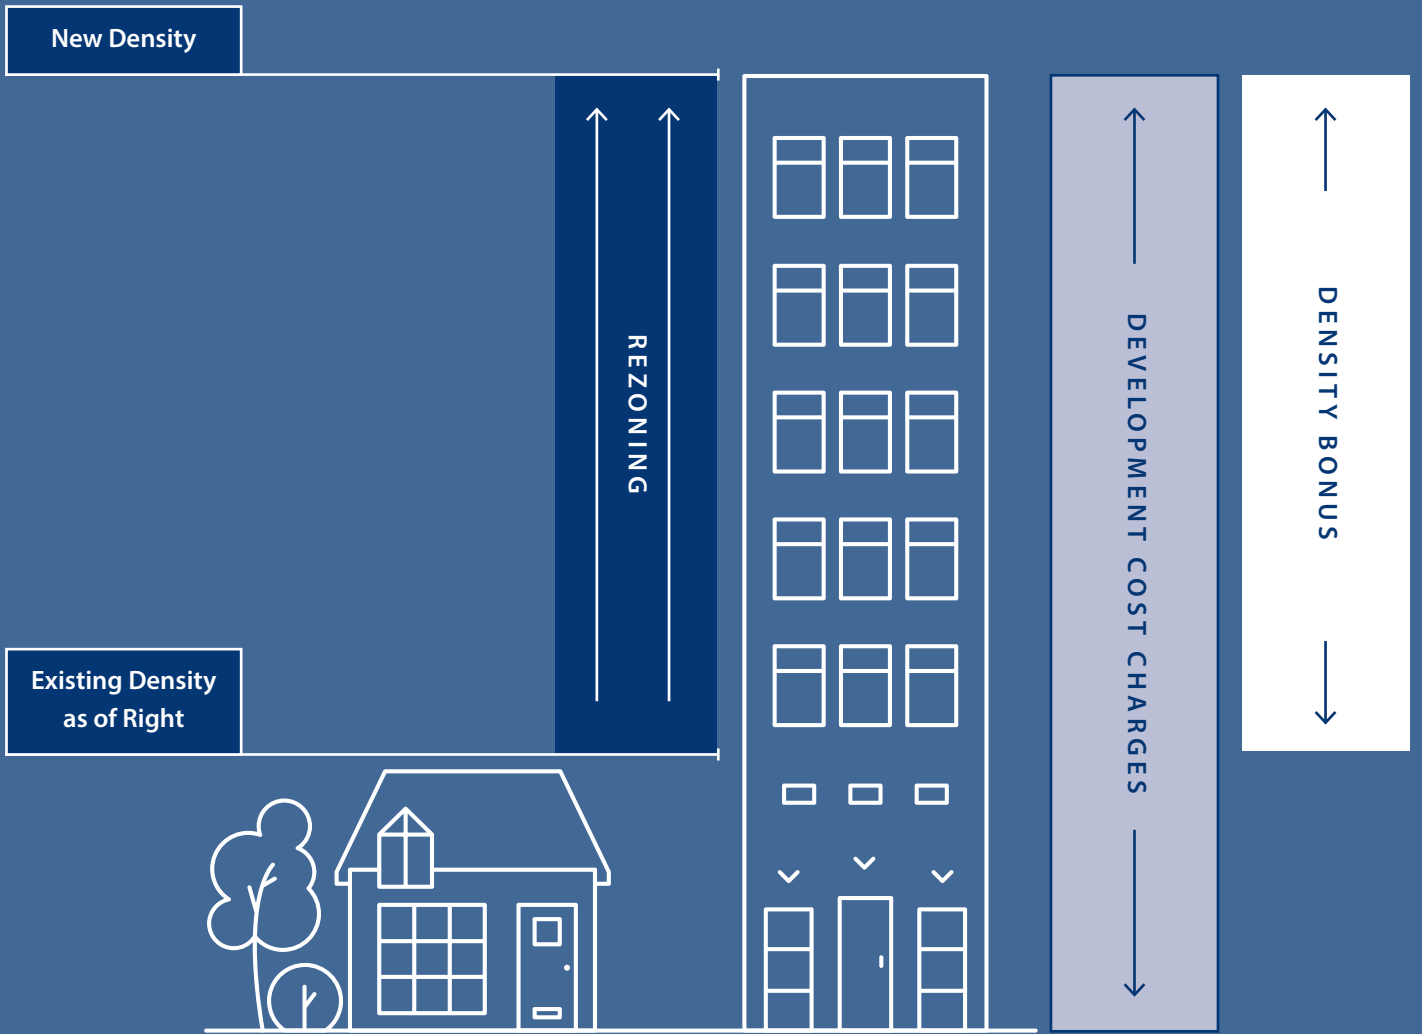 New Density
REZONING
DEVELOPMENT COST CHARGES
DENSITY BONUS
Existing Density
as of Right